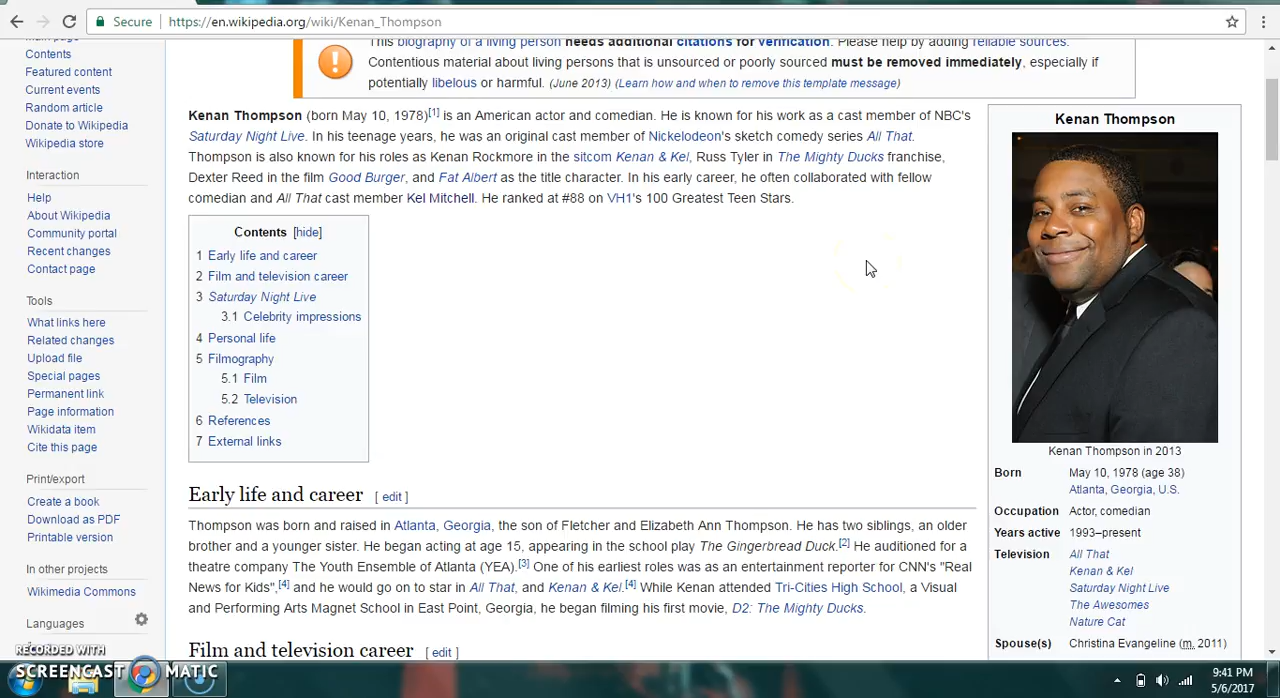 Secure
https://en.wikipedia.org/wiki/Kenan_Thompson
Contents
Featured content
Current events
Random article
Donate to Wikipedia
Wikipedia store
Interaction
Help
About Wikipedia
Community portal
Recent changes
Contact page
Tools
What links here
Related changes
Upload file
Special pages
Permanent link
Page information
Wikidata item
Cite this page
Print/export
Create a book
Download as PDF
Printable version
In other projects
Wikimedia Commons
Languages
This biography of a living person needs additional citations for verification. Please help by adding reliable sources.
Contentious material about living persons that is unsourced or poorly sourced must be removed immediately, especially if
potentially libelous or harmful. (June 2013) (Learn how and when to remove this template message)
Kenan Thompson (born May 10, 1978)[1] is an American actor and comedian. He is known for his work as a cast member of NBC's
Saturday Night Live. In his teenage years, he was an original cast member of Nickelodeon's sketch comedy series All That.
Thompson is also known for his roles as Kenan Rockmore in the sitcom Kenan & Kel, Russ Tyler in The Mighty Ducks franchise,
Dexter Reed in the film Good Burger, and Fat Albert as the title character. In his early career, he often collaborated with fellow
comedian and All That cast member Kel Mitchell. He ranked at #88 on VH1's 100 Greatest Teen Stars.
Contents [hide]
1 Early life and career
2 Film and television career
3 Saturday Night Live
3.1 Celebrity impressions
4 Personal life
5 Filmography
5.1 Film
5.2 Television
6 References
7 External links
Early life and career [ edit ]
Thompson was born and raised in Atlanta, Georgia, the son of Fletcher and Elizabeth Ann Thompson. He has two siblings, an older
brother and a younger sister. He began acting at age 15, appearing in the school play The Gingerbread Duck.[2] He auditioned for a
theatre company The Youth Ensemble of Atlanta (YEA).[3] One of his earliest roles was as an entertainment reporter for CNN's "Real
News for Kids",[4] and he would go on to star in All That, and Kenan & Kel.[4] While Kenan attended Tri-Cities High School, a Visual
and Performing Arts Magnet School in East Point, Georgia, he began filming his first movie, D2: The Mighty Ducks.
Film and television career [ edit ]
Kenan Thompson
Kenan Thompson in 2013
Born May 10, 1978 (age 38)
Atlanta, Georgia, U.S.
Occupation Actor, comedian
Years active 1993–present
Television All That
Kenan & Kel
Saturday Night Live
The Awesomes
Nature Cat
Spouse(s) Christina Evangeline (m. 2011)
RECORDED WITH
SCREENCAST MATIC
9:41 PM
5/6/2017